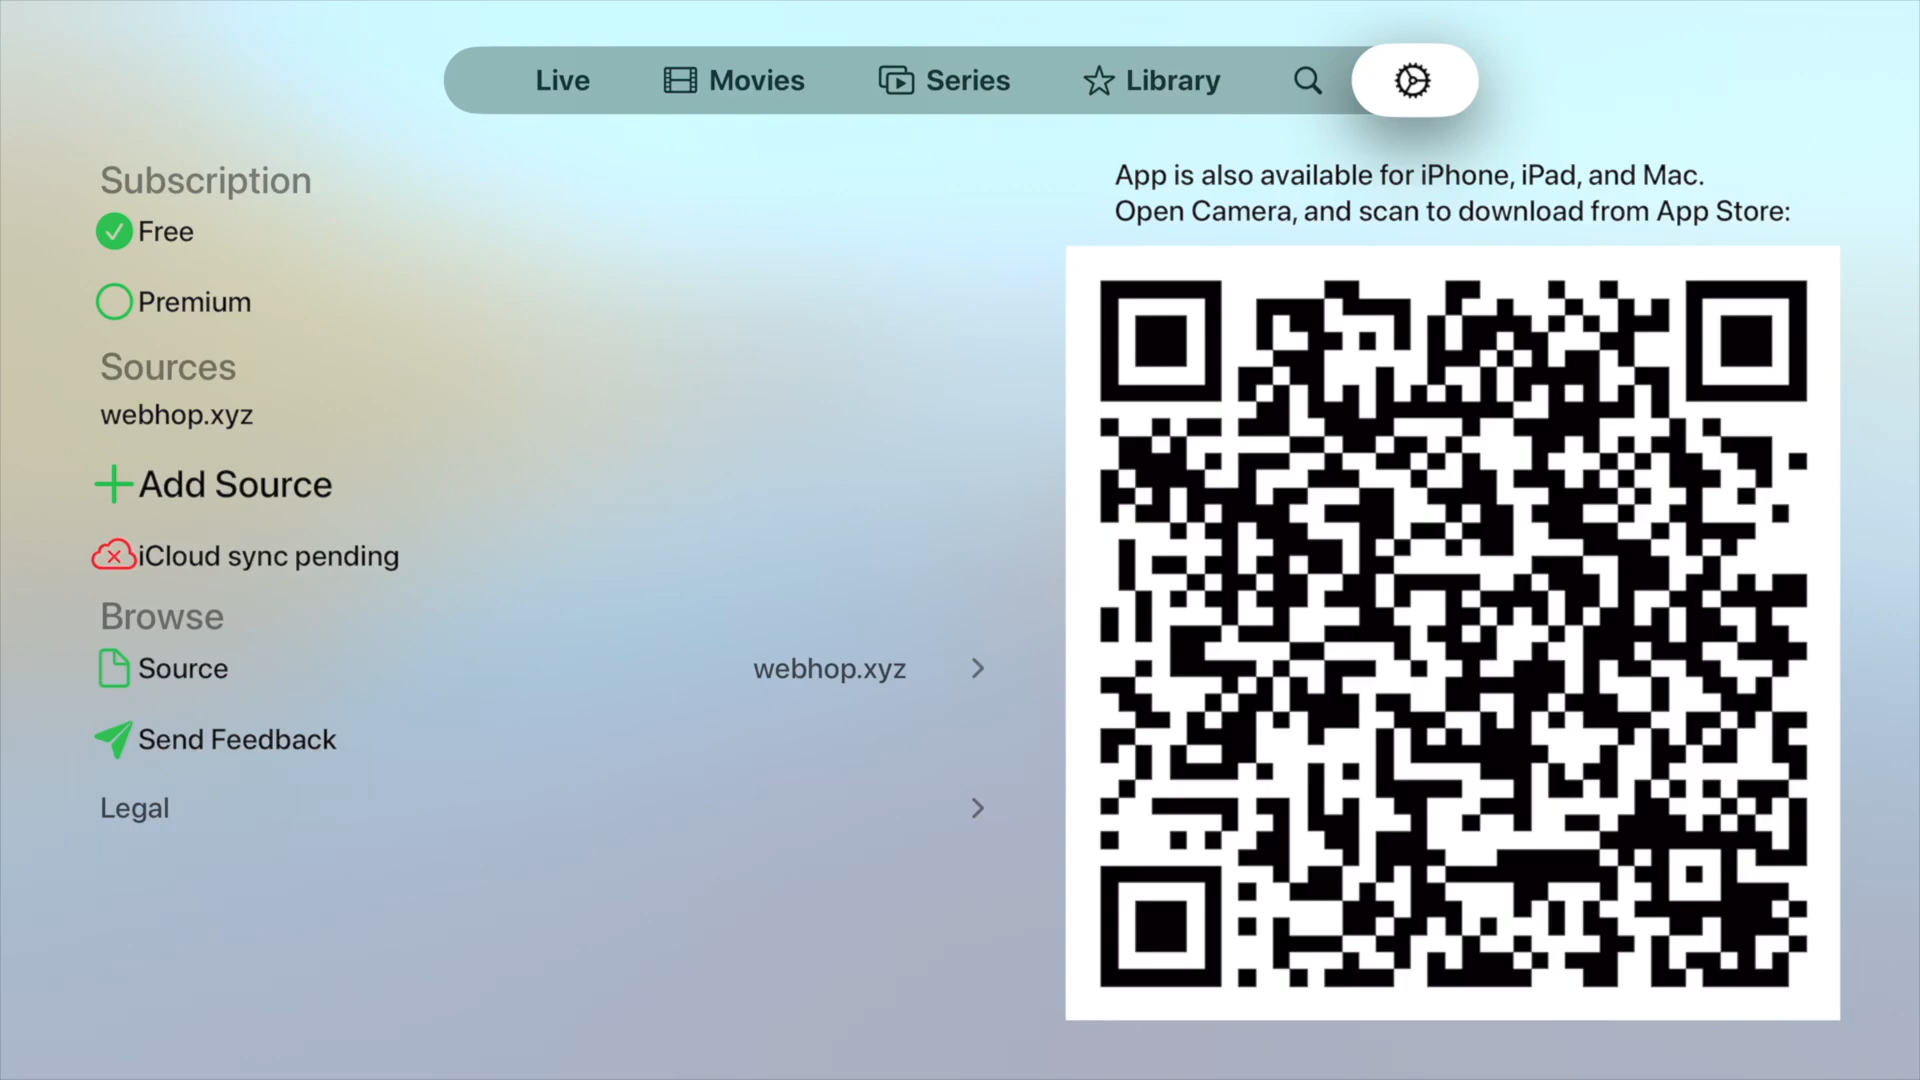 Live
Movies
Series
Library
Subscription
Free
Premium
Sources
webhop.xyz
Add Source
iCloud sync pending
Browse
Source
webhop.xyz
Send Feedback
Legal
App is also available for iPhone, iPad, and Mac.
Open Camera, and scan to download from App Store: